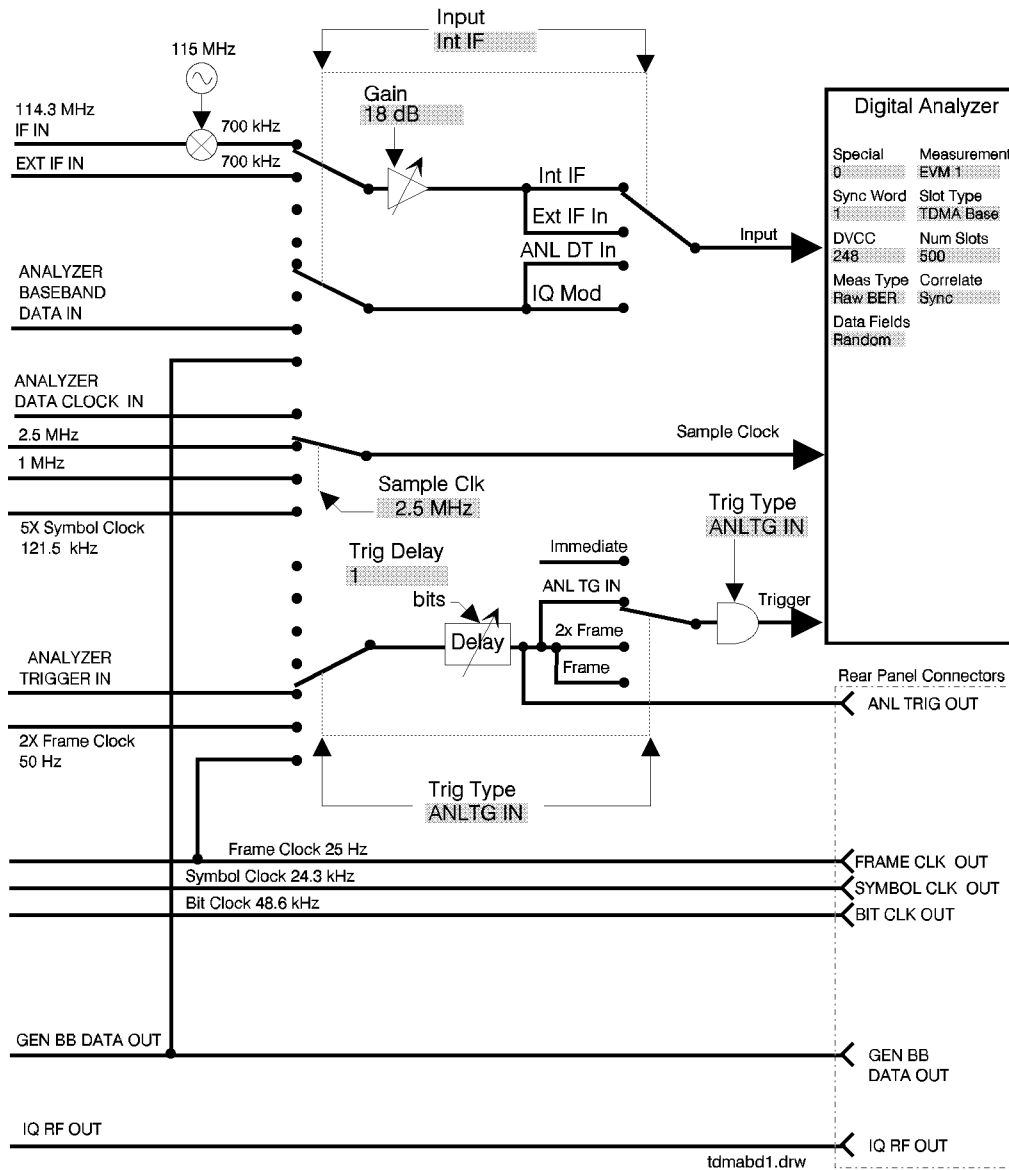 Input
Int IF
115 MHz
114.3 MHz
IF IN
700 kHz
EXT IF IN
700 kHz
Gain
18 dB
Int IF
Ext IF In
ANL DT In
IQ Mod
Input
ANALYZER
BASEBAND
DATA IN
Digital Analyzer
Special Measurement
0 EVM 1
Sync Word Slot Type
1 TDMA Base
DVCC Num Slots
248 500
Meas Type Correlate
Raw BER Sync
Data Fields
Random
ANALYZER
DATA CLOCK IN
2.5 MHz
1 MHz
5X Symbol Clock
121.5 kHz
Sample Clock
Sample Clk
2.5 MHz
Trig Type
ANLTG IN
Trig Delay
1
bits
Delay
Immediate
ANL TG IN
2x Frame
Frame
Trigger
ANALYZER
TRIGGER IN
2X Frame Clock
50 Hz
Trig Type
ANLTG IN
Rear Panel Connectors
ANL TRIG OUT
Frame Clock 25 Hz
FRAME CLK OUT
Symbol Clock 24.3 kHz
SYMBOL CLK OUT
Bit Clock 48.6 kHz
BIT CLK OUT
GEN BB DATA OUT
GEN BB
DATA OUT
IQ RF OUT
IQ RF OUT
tdmabd1.drw